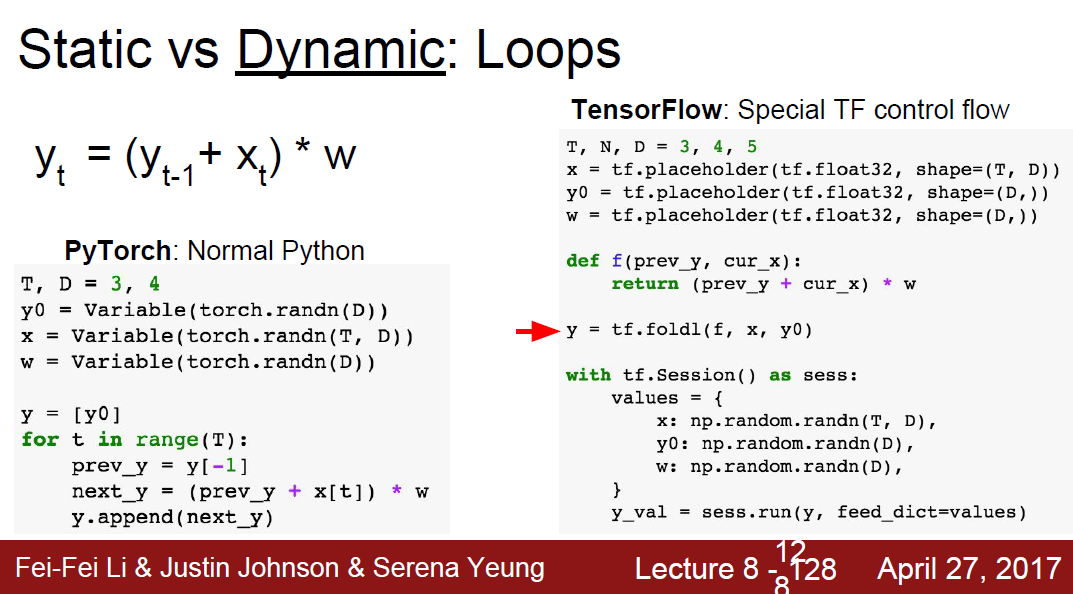 Static vs Dynamic: Loops
y_t = (y_{t-1} + x_t) * w
PyTorch: Normal Python
T, D = 3, 4
y0 = Variable(torch.randn(D))
x = Variable(torch.randn(T, D))
w = Variable(torch.randn(D))
y = [y0]
for t in range(T):
    prev_y = y[-1]
    next_y = (prev_y + x[t]) * w
    y.append(next_y)
TensorFlow: Special TF control flow
T, N, D = 3, 4, 5
x = tf.placeholder(tf.float32, shape=(T, D))
y0 = tf.placeholder(tf.float32, shape=(D,))
w = tf.placeholder(tf.float32, shape=(D,))
def f(prev_y, cur_x):
    return (prev_y + cur_x) * w
y = tf.foldl(f, x, y0)
with tf.Session() as sess:
    values = {
        x: np.random.randn(T, D),
        y0: np.random.randn(D),
        w: np.random.randn(D),
    }
    y_val = sess.run(y, feed_dict=values)
Fei-Fei Li & Justin Johnson & Serena Yeung
Lecture 8 - 128
12
8
April 27, 2017